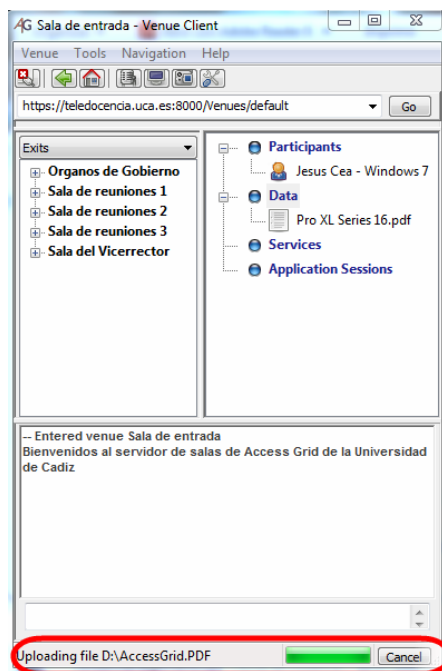 AG Sala de entrada - Venue Client
Venue Tools Navigation Help
https://teledocencia.uca.es:8000/Venues/default Go
Exits
Organos de Gobierno
Sala de reuniones 1
Sala de reuniones 2
Sala de reuniones 3
Sala del Vicerrector
Participants
Jesus Cea - Windows 7
Data
Pro XL Series 16.pdf
Services
Application Sessions
-- Entered venue Sala de entrada
Bienvenidos al servidor de salas de Access Grid de la Universidad
de Cadiz
Uploading file D:\AccessGrid.PDF Cancel